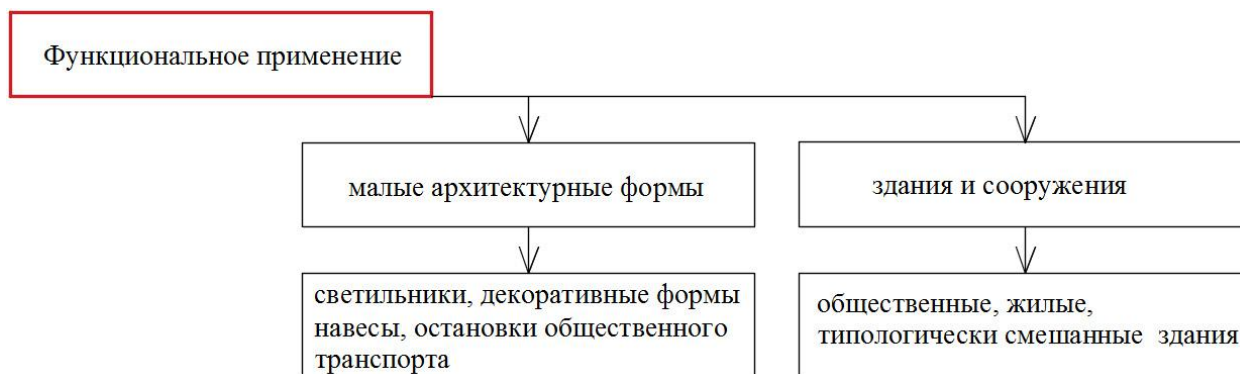 Функциональное применение
малые архитектурные формы
здания и сооружения
светильники, декоративные формы
навесы, остановки общественного
транспорта
общественные, жилые,
типологически смешанные здания